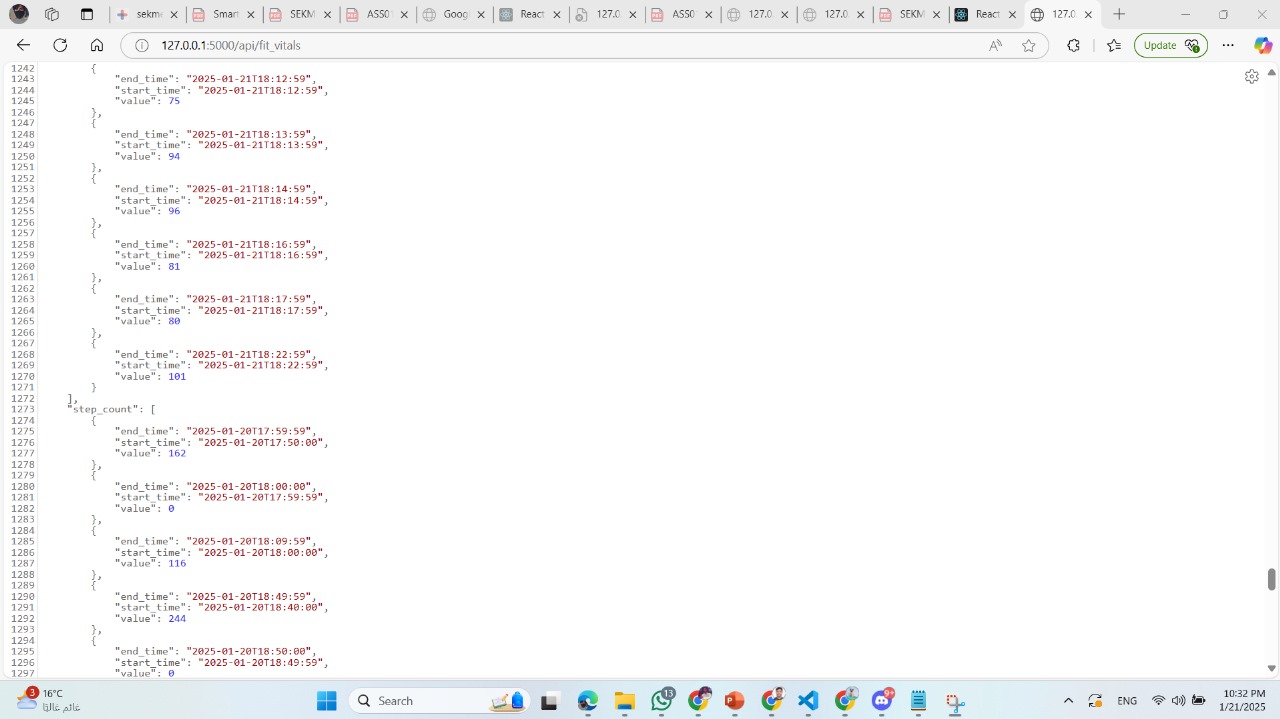 sekm
Smart
SEKM
ASS0
Goog
React
127.0.
ASS0
127.0.
127.0.
SEKM
React
127.0.
127.0.0.1:5000/api/fit_vitals
Update
1242 {
1243 "end_time": "2025-01-21T18:12:59",
1244 "start_time": "2025-01-21T18:12:59",
1245 "value": 75
1246 },
1247 {
1248 "end_time": "2025-01-21T18:13:59",
1249 "start_time": "2025-01-21T18:13:59",
1250 "value": 94
1251 },
1252 {
1253 "end_time": "2025-01-21T18:14:59",
1254 "start_time": "2025-01-21T18:14:59",
1255 "value": 96
1256 },
1257 {
1258 "end_time": "2025-01-21T18:16:59",
1259 "start_time": "2025-01-21T18:16:59",
1260 "value": 81
1261 },
1262 {
1263 "end_time": "2025-01-21T18:17:59",
1264 "start_time": "2025-01-21T18:17:59",
1265 "value": 80
1266 },
1267 {
1268 "end_time": "2025-01-21T18:22:59",
1269 "start_time": "2025-01-21T18:22:59",
1270 "value": 101
1271 }
1272 ],
1273 "step_count": [
1274 {
1275 "end_time": "2025-01-20T17:59:59",
1276 "start_time": "2025-01-20T17:50:00",
1277 "value": 162
1278 },
1279 {
1280 "end_time": "2025-01-20T18:00:00",
1281 "start_time": "2025-01-20T17:59:59",
1282 "value": 0
1283 },
1284 {
1285 "end_time": "2025-01-20T18:09:59",
1286 "start_time": "2025-01-20T18:00:00",
1287 "value": 116
1288 },
1289 {
1290 "end_time": "2025-01-20T18:49:59",
1291 "start_time": "2025-01-20T18:40:00",
1292 "value": 244
1293 },
1294 {
1295 "end_time": "2025-01-20T18:50:00",
1296 "start_time": "2025-01-20T18:49:59",
1297 "value": 0
3
16°C
غائم غالبًا
Search
13
9+
ENG
10:32 PM
1/21/2025